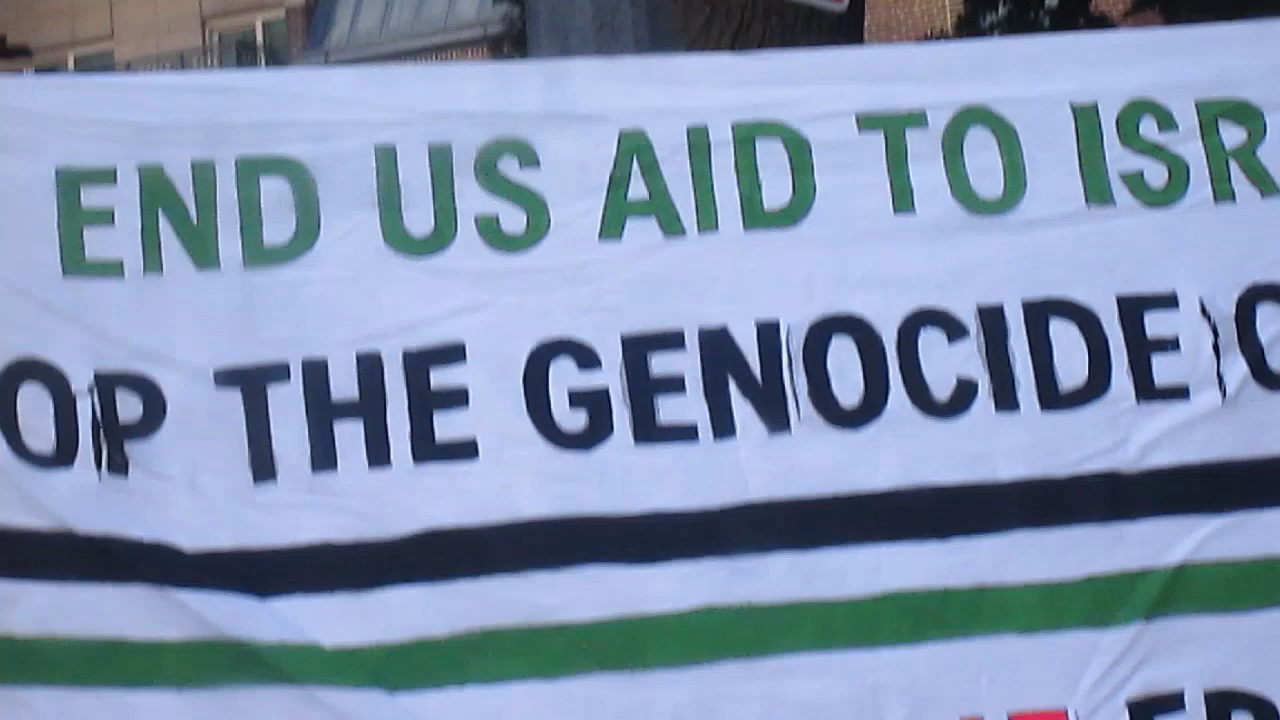 END US AID TO ISR
OP THE GENOCIDE